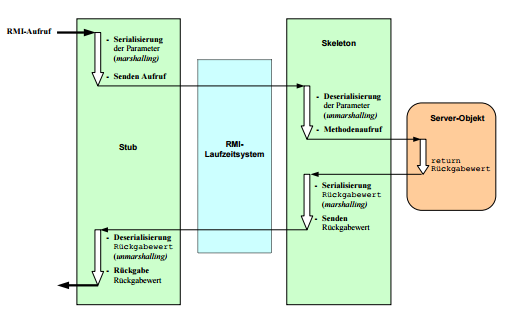 RMI-Aufruf
- Serialisierung
der Parameter
(marshalling)
- Senden Aufruf
Stub
- Deserialisierung
Rückgabewert
(unmarshalling)
- Rückgabe
Rückgabewert
RMI-
Laufzeitsystem
Skeleton
- Deserialisierung
der Parameter
(unmarshalling)
- Methodenaufruf
- Serialisierung
Rückgabewert
(marshalling)
- Senden
Rückgabewert
Server-Objekt
return
Rückgabewert